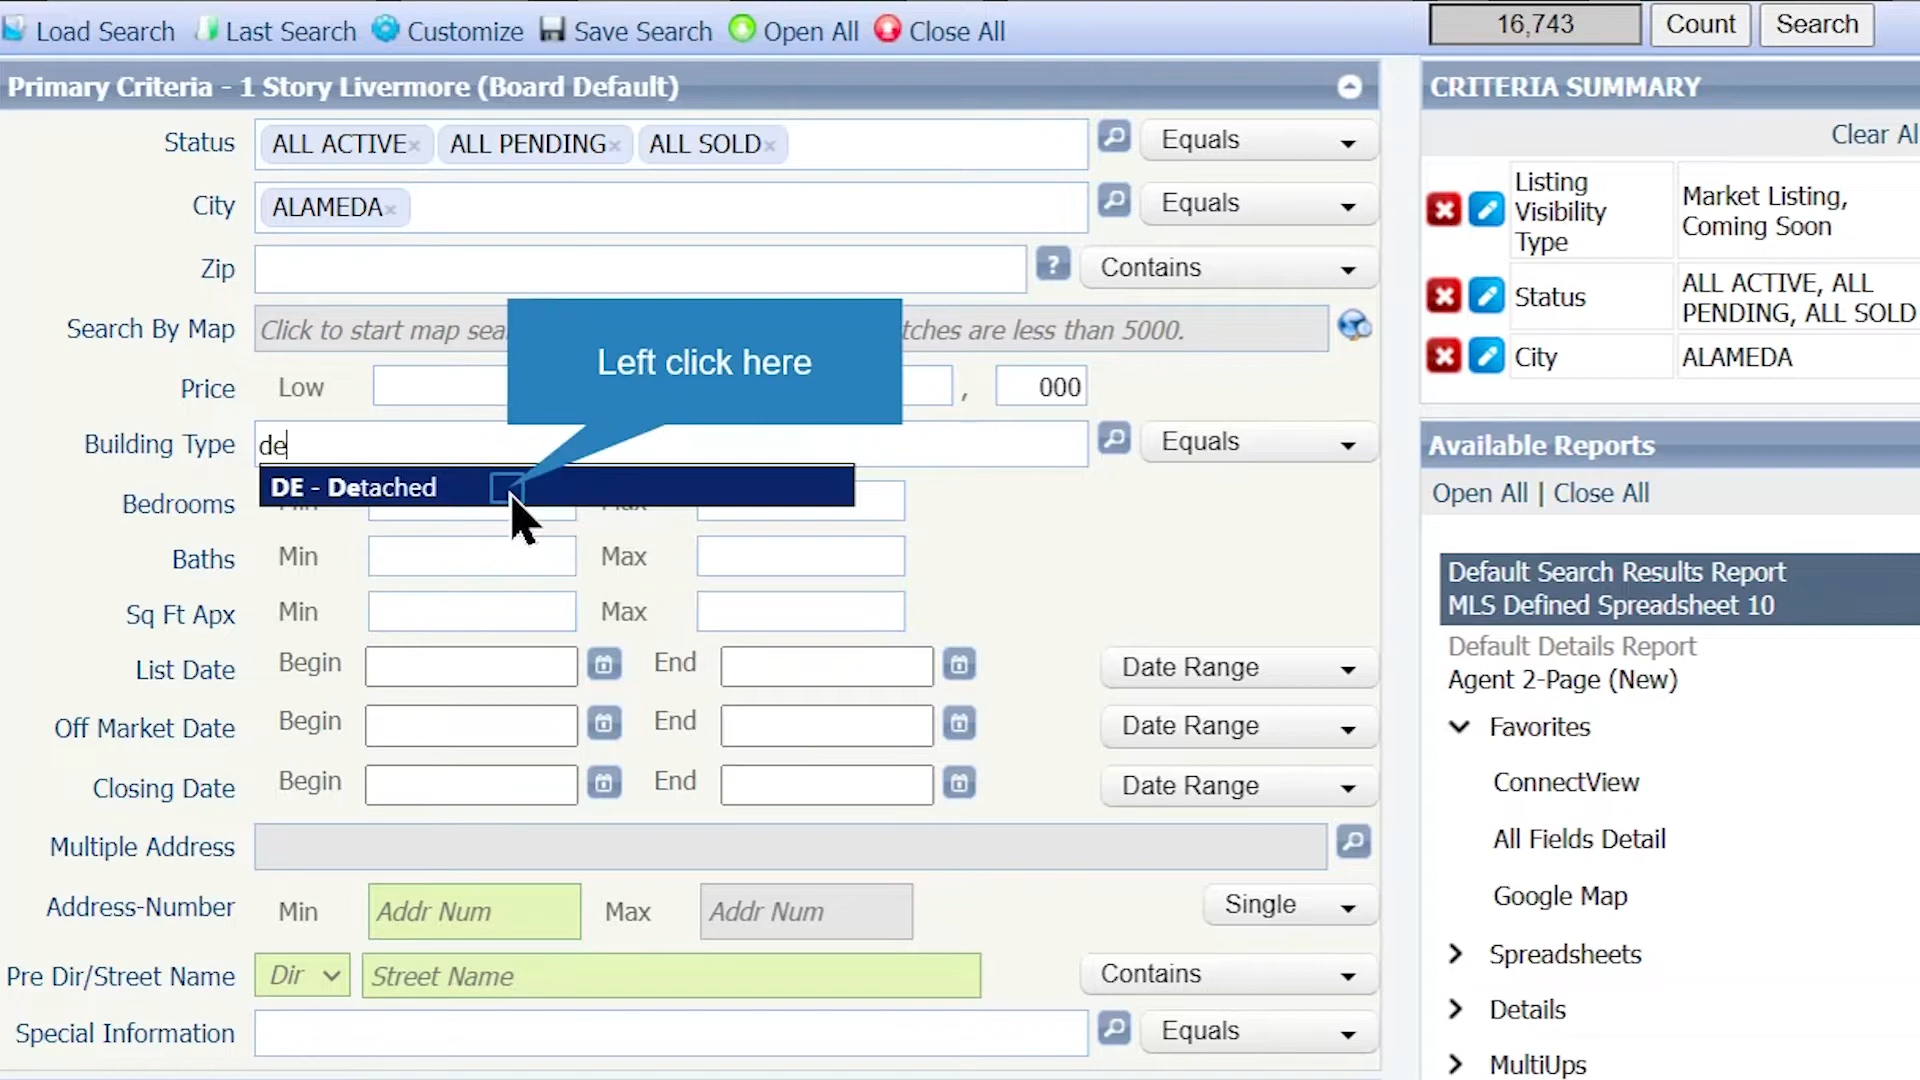 Load Search Last Search Customize Save Search Open All Close All 16,743 Count Search
Primary Criteria - 1 Story Livermore (Board Default)
Status ALL ACTIVE× ALL PENDING× ALL SOLD× Equals
City ALAMEDA× Equals
Zip ? Contains
Search By Map Click to start map sea tches are less than 5000.
Left click here
Price Low , 000
Building Type de Equals
DE - Detached
Bedrooms
Baths Min Max
Sq Ft Apx Min Max
List Date Begin End Date Range
Off Market Date Begin End Date Range
Closing Date Begin End Date Range
Multiple Address
Address-Number Min Addr Num Max Addr Num Single
Pre Dir/Street Name Dir Street Name Contains
Special Information Equals
CRITERIA SUMMARY
Clear Al
Listing
Visibility
Type
Market Listing,
Coming Soon
Status
ALL ACTIVE, ALL
PENDING, ALL SOLD
City ALAMEDA
Available Reports
Open All | Close All
Default Search Results Report
MLS Defined Spreadsheet 10
Default Details Report
Agent 2-Page (New)
Favorites
ConnectView
All Fields Detail
Google Map
Spreadsheets
Details
MultiUps